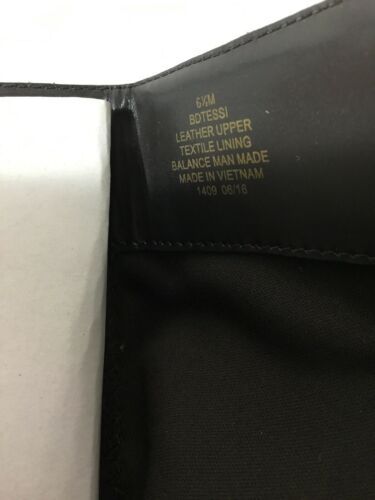 6½M
BDTESSI
LEATHER UPPER
TEXTILE LINING
BALANCE MAN MADE
MADE IN VIETNAM
1409 06/16